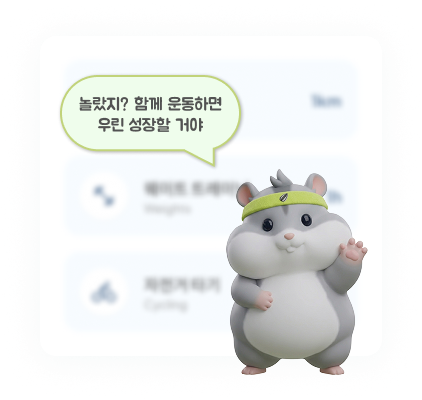 놀랐지? 함께 운동하면
우린 성장할 거야
5km
웨이트 트레이
Weights
자전거 타기
Cycling